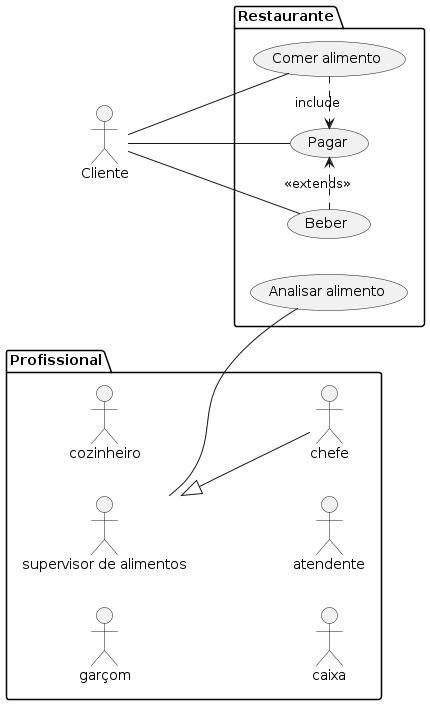 Restaurante
Comer alimento
include
Cliente
Pagar
«extends»
Beber
Analisar alimento
Profissional
cozinheiro
chefe
supervisor de alimentos
atendente
garçom
caixa